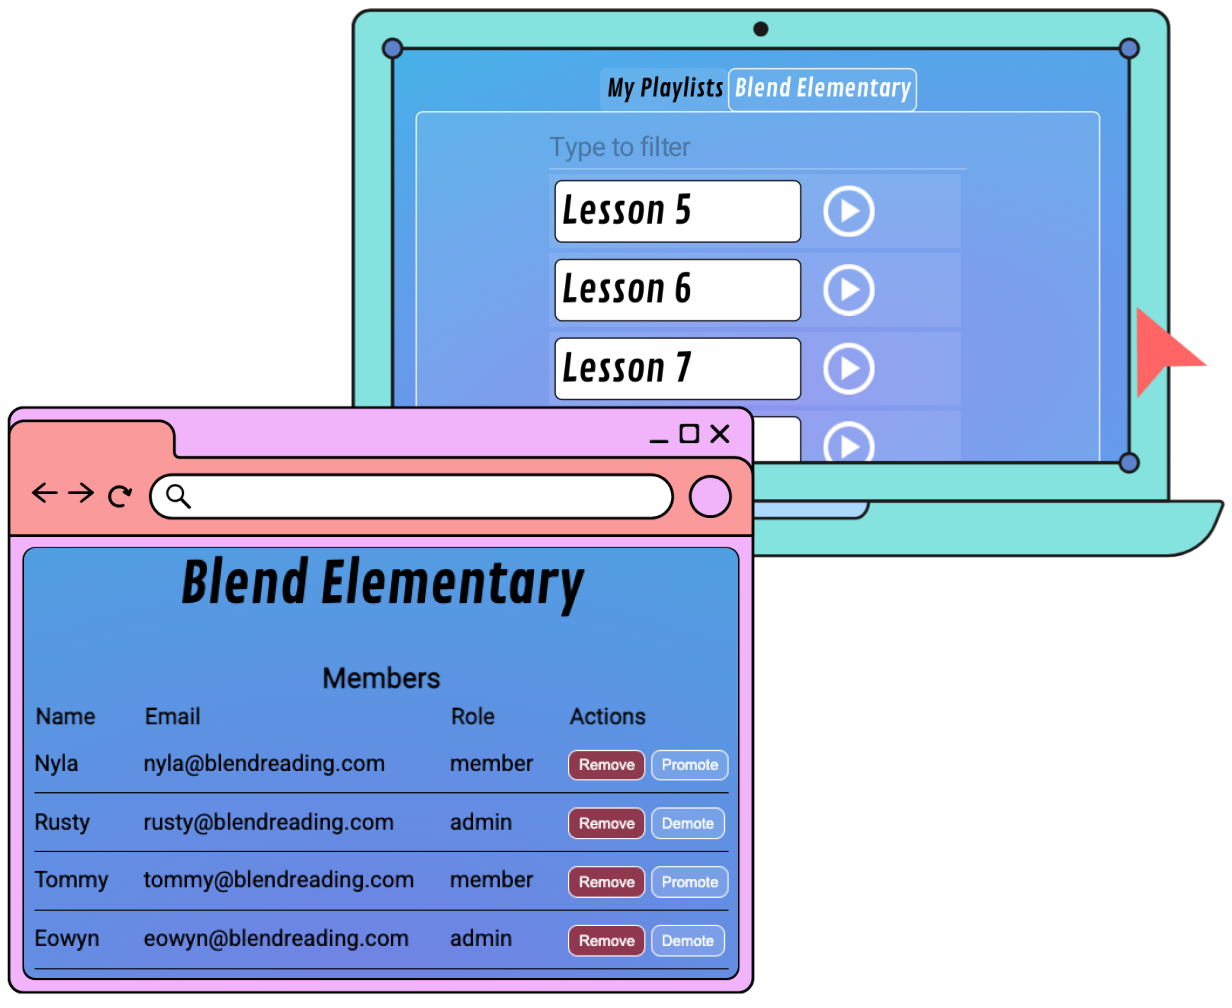 My Playlists Blend Elementary
Type to filter
Lesson 5
Lesson 6
Lesson 7
Blend Elementary
Members
Name Email Role Actions
Nyla nyla@blendreading.com member Remove Promote
Rusty rusty@blendreading.com admin Remove Demote
Tommy tommy@blendreading.com member Remove Promote
Eowyn eowyn@blendreading.com admin Remove Demote